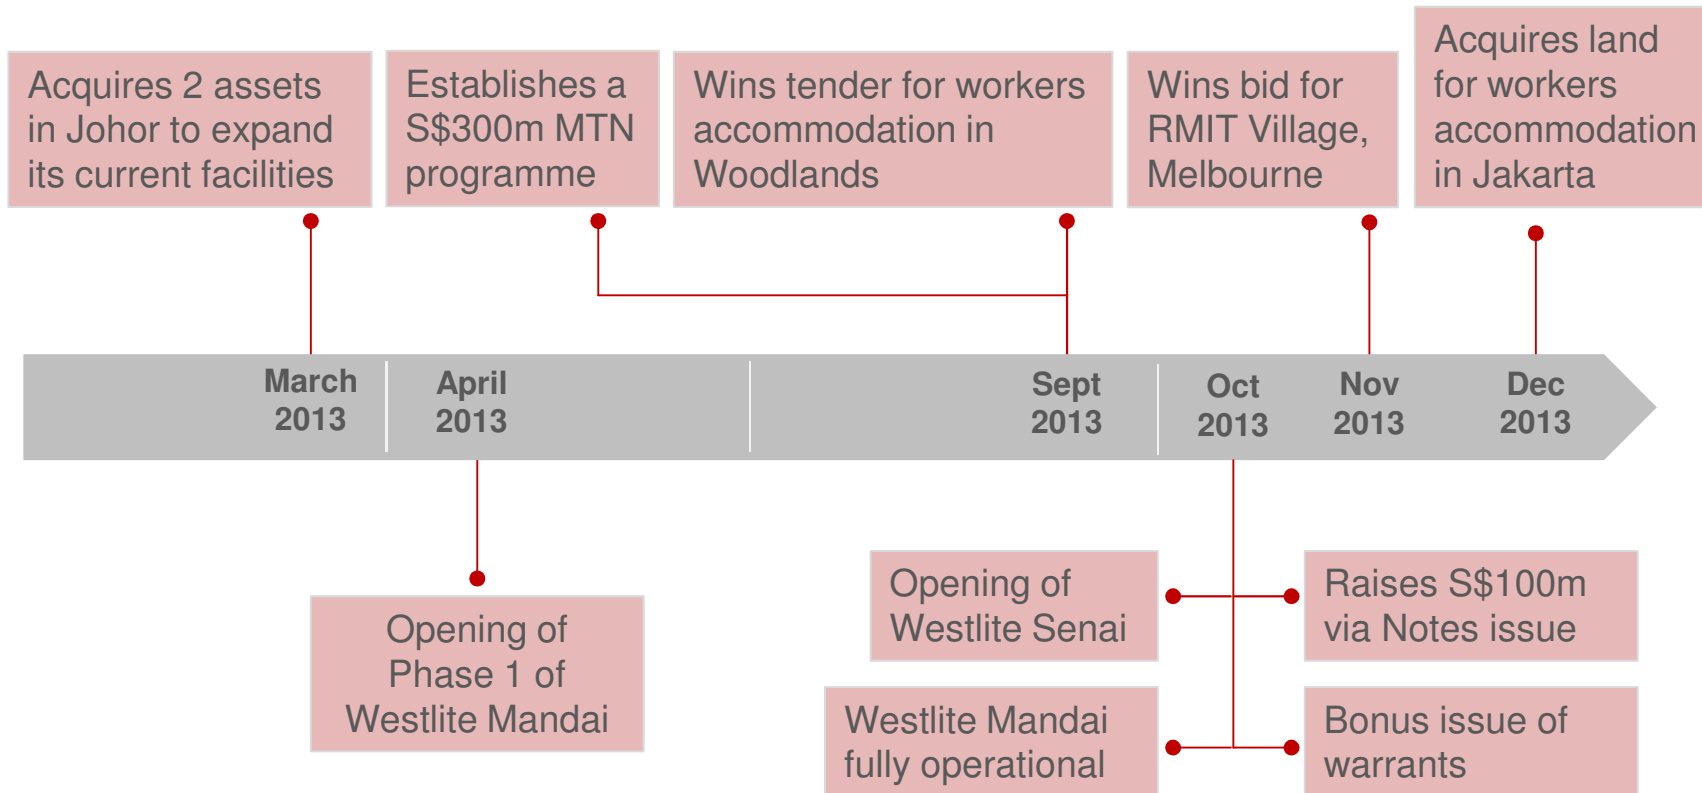 Acquires 2 assets
in Johor to expand
its current facilities
Establishes a
S$300m MTN
programme
Wins tender for workers
accommodation in
Woodlands
Wins bid for
RMIT Village,
Melbourne
Acquires land
for workers
accommodation
in Jakarta
March
2013
April
2013
Sept
2013
Oct
2013
Nov
2013
Dec
2013
Opening of
Phase 1 of
Westlite Mandai
Opening of
Westlite Senai
Raises S$100m
via Notes issue
Westlite Mandai
fully operational
Bonus issue of
warrants